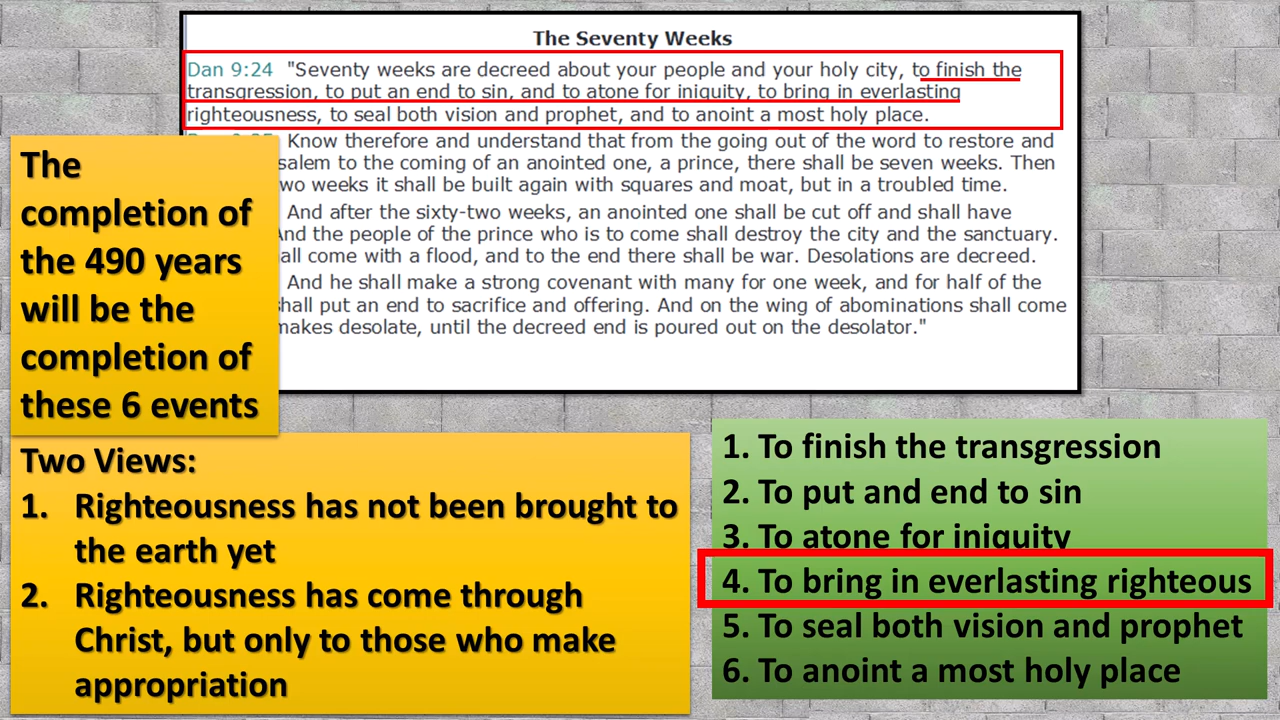 The Seventy Weeks
Dan 9:24 "Seventy weeks are decreed about your people and your holy city, to finish the
transgression, to put an end to sin, and to atone for iniquity, to bring in everlasting
righteousness, to seal both vision and prophet, and to anoint a most holy place.
Know therefore and understand that from the going out of the word to restore and
salem to the coming of an anointed one, a prince, there shall be seven weeks. Then
two weeks it shall be built again with squares and moat, but in a troubled time.
And after the sixty-two weeks, an anointed one shall be cut off and shall have
And the people of the prince who is to come shall destroy the city and the sanctuary.
all come with a flood, and to the end there shall be war. Desolations are decreed.
And he shall make a strong covenant with many for one week, and for half of the
shall put an end to sacrifice and offering. And on the wing of abominations shall come
makes desolate, until the decreed end is poured out on the desolator."
The
completion of
the 490 years
will be the
completion of
these 6 events
Two Views:
1. Righteousness has not been brought to
the earth yet
2. Righteousness has come through
Christ, but only to those who make
appropriation
1. To finish the transgression
2. To put and end to sin
3. To atone for iniquity
4. To bring in everlasting righteous
5. To seal both vision and prophet
6. To anoint a most holy place